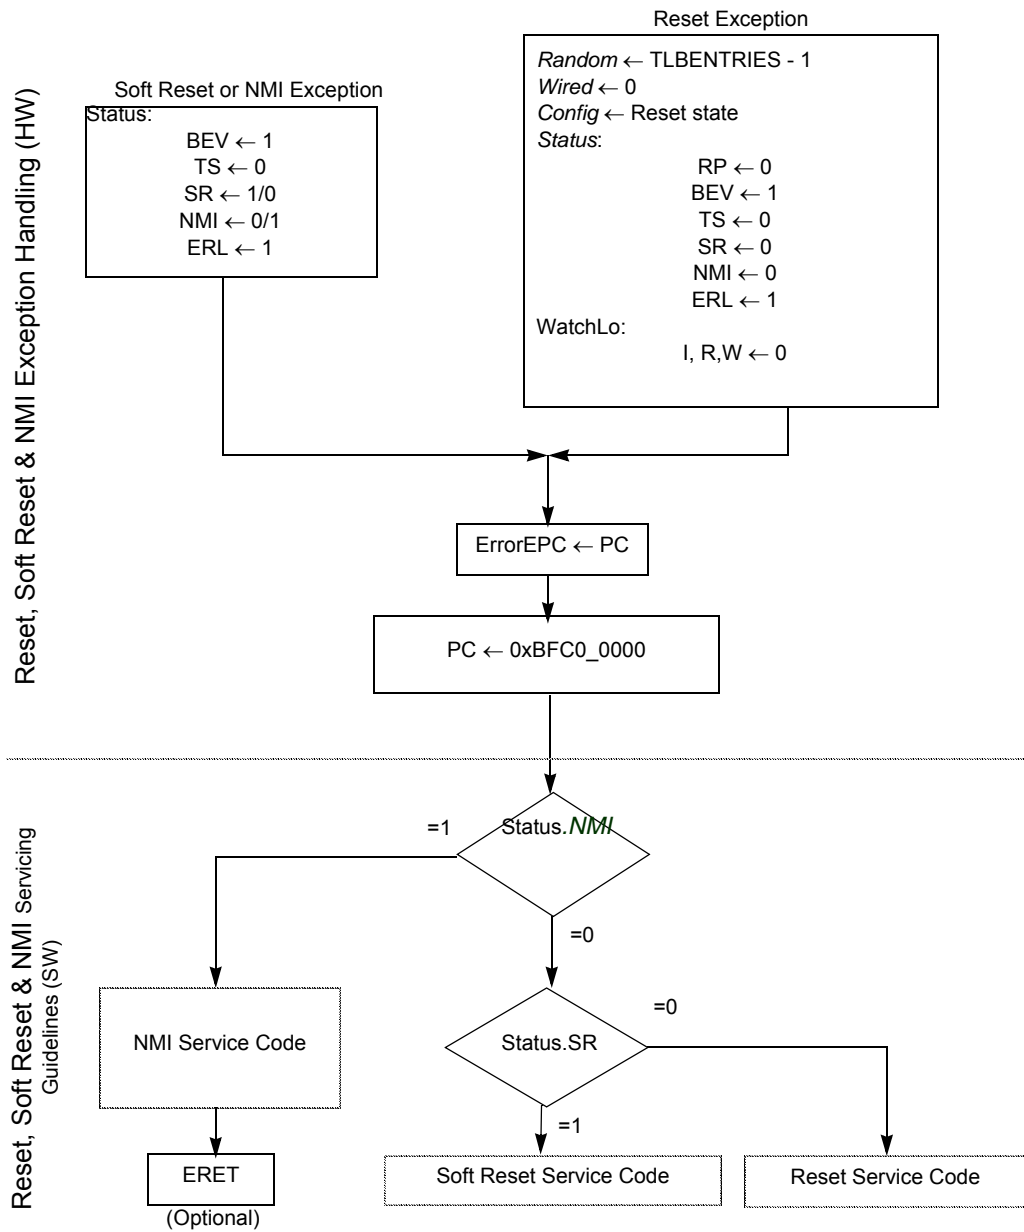 Reset Exception
Random ← TLBENTRIES - 1
Wired ← 0
Config ← Reset state
Status:
RP ← 0
BEV ← 1
TS ← 0
SR ← 0
NMI ← 0
ERL ← 1
WatchLo:
I, R,W ← 0
Soft Reset or NMI Exception
Status:
BEV ← 1
TS ← 0
SR ← 1/0
NMI ← 0/1
ERL ← 1
Reset, Soft Reset & NMI Exception Handling (HW)
ErrorEPC ← PC
PC ← 0xBFC0_0000
Reset, Soft Reset & NMI Servicing
Guidelines (SW)
Status.NMI
=1
=0
NMI Service Code
Status.SR
=0
=1
ERET
(Optional)
Soft Reset Service Code
Reset Service Code